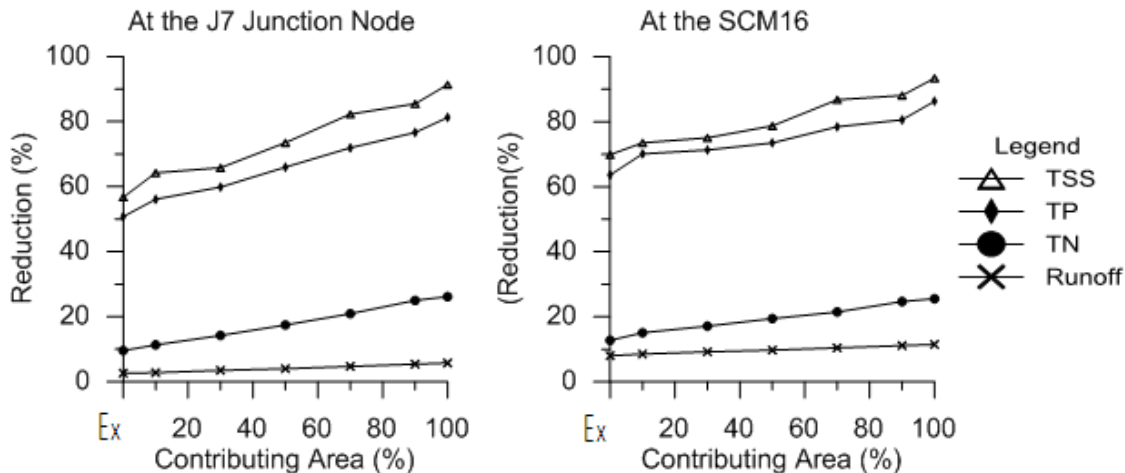 At the J7 Junction Node
100
80
60
40
20
0
Reduction (%)
Ex 20 40 60 80 100
Contributing Area (%)
At the SCM16
100
80
60
40
20
0
(Reduction(%)
Ex 20 40 60 80 100
Contributing Area (%)
Legend
TSS
TP
TN
Runoff